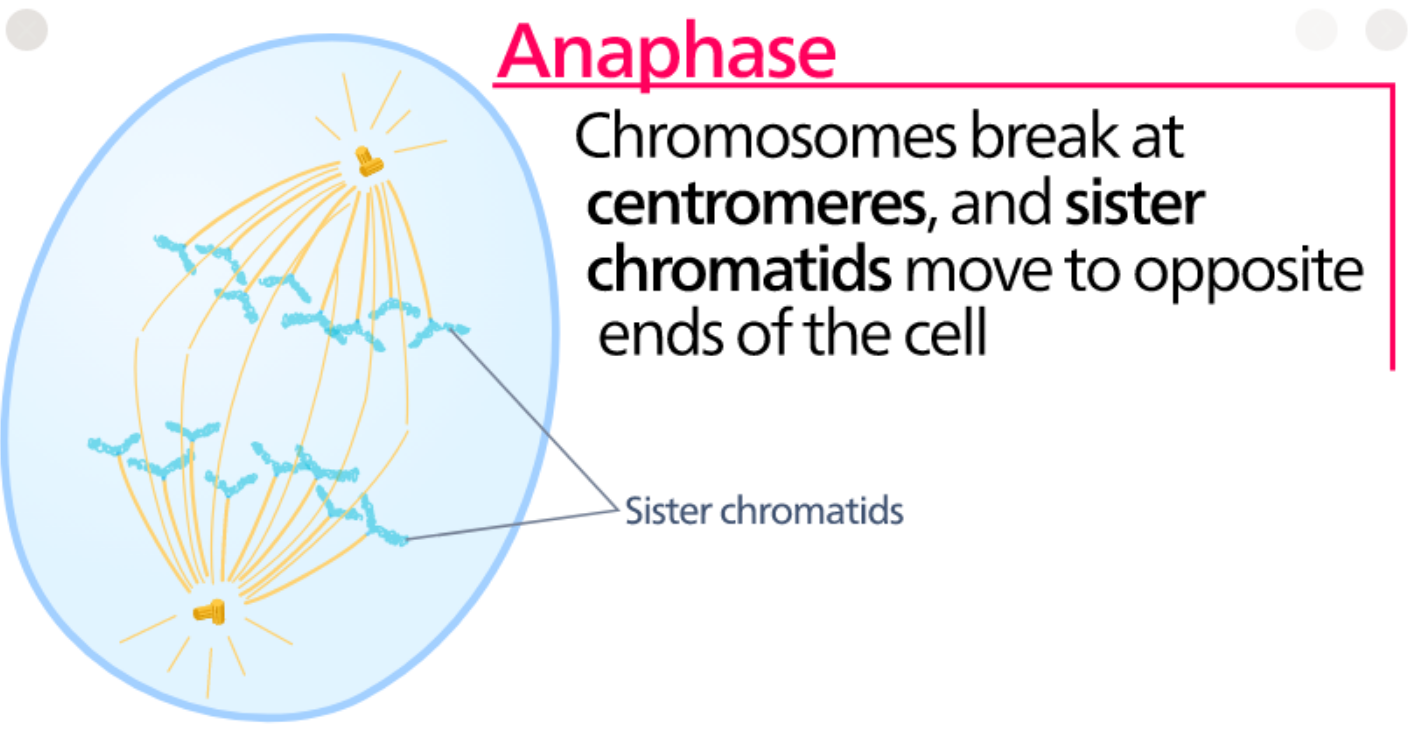 Anaphase
Chromosomes break at
centromeres, and sister
chromatids move to opposite
ends of the cell
Sister chromatids